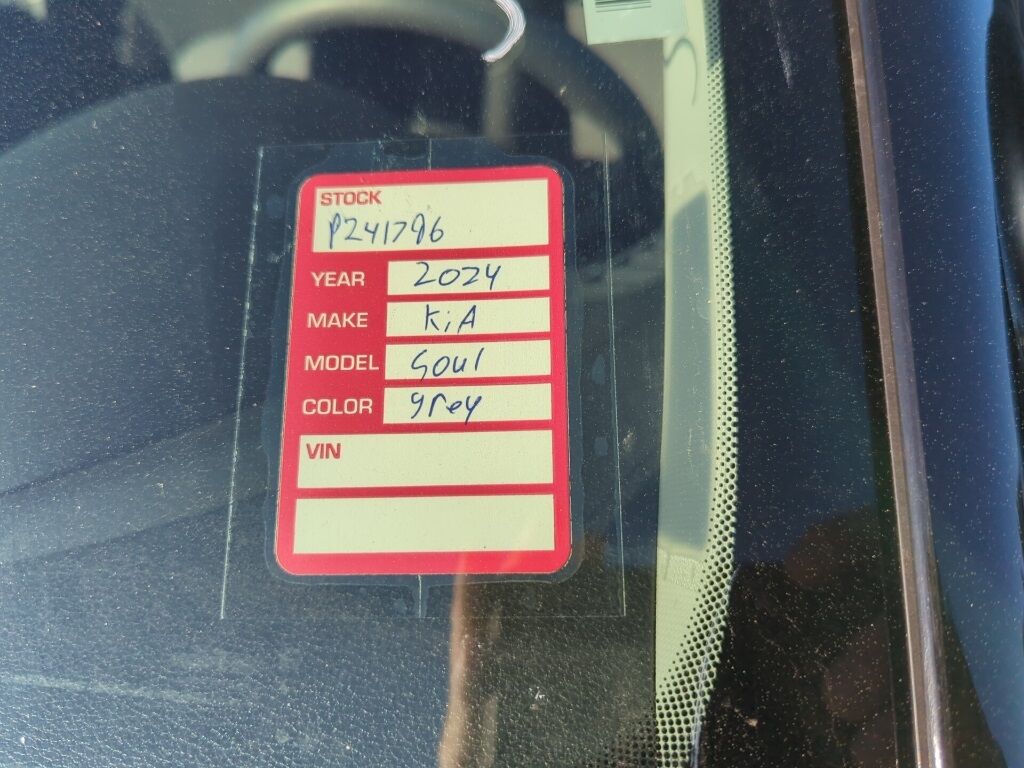 STOCK
P241796
YEAR 2024
MAKE KiA
MODEL Soul
COLOR grey
VIN